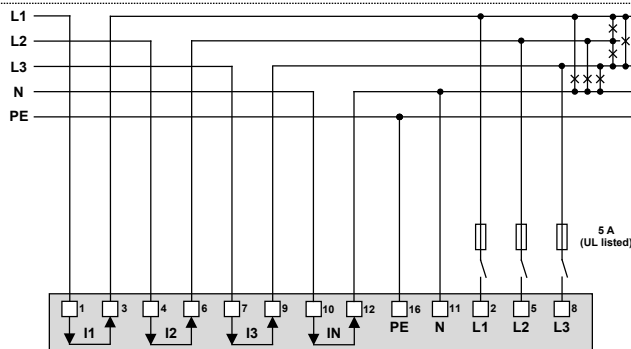 L1
L2
L3
N
PE
5 A
(UL listed)
1 3 4 6 7 9 10 12 16 11 2 5 8
I1 I2 I3 IN PE N L1 L2 L3